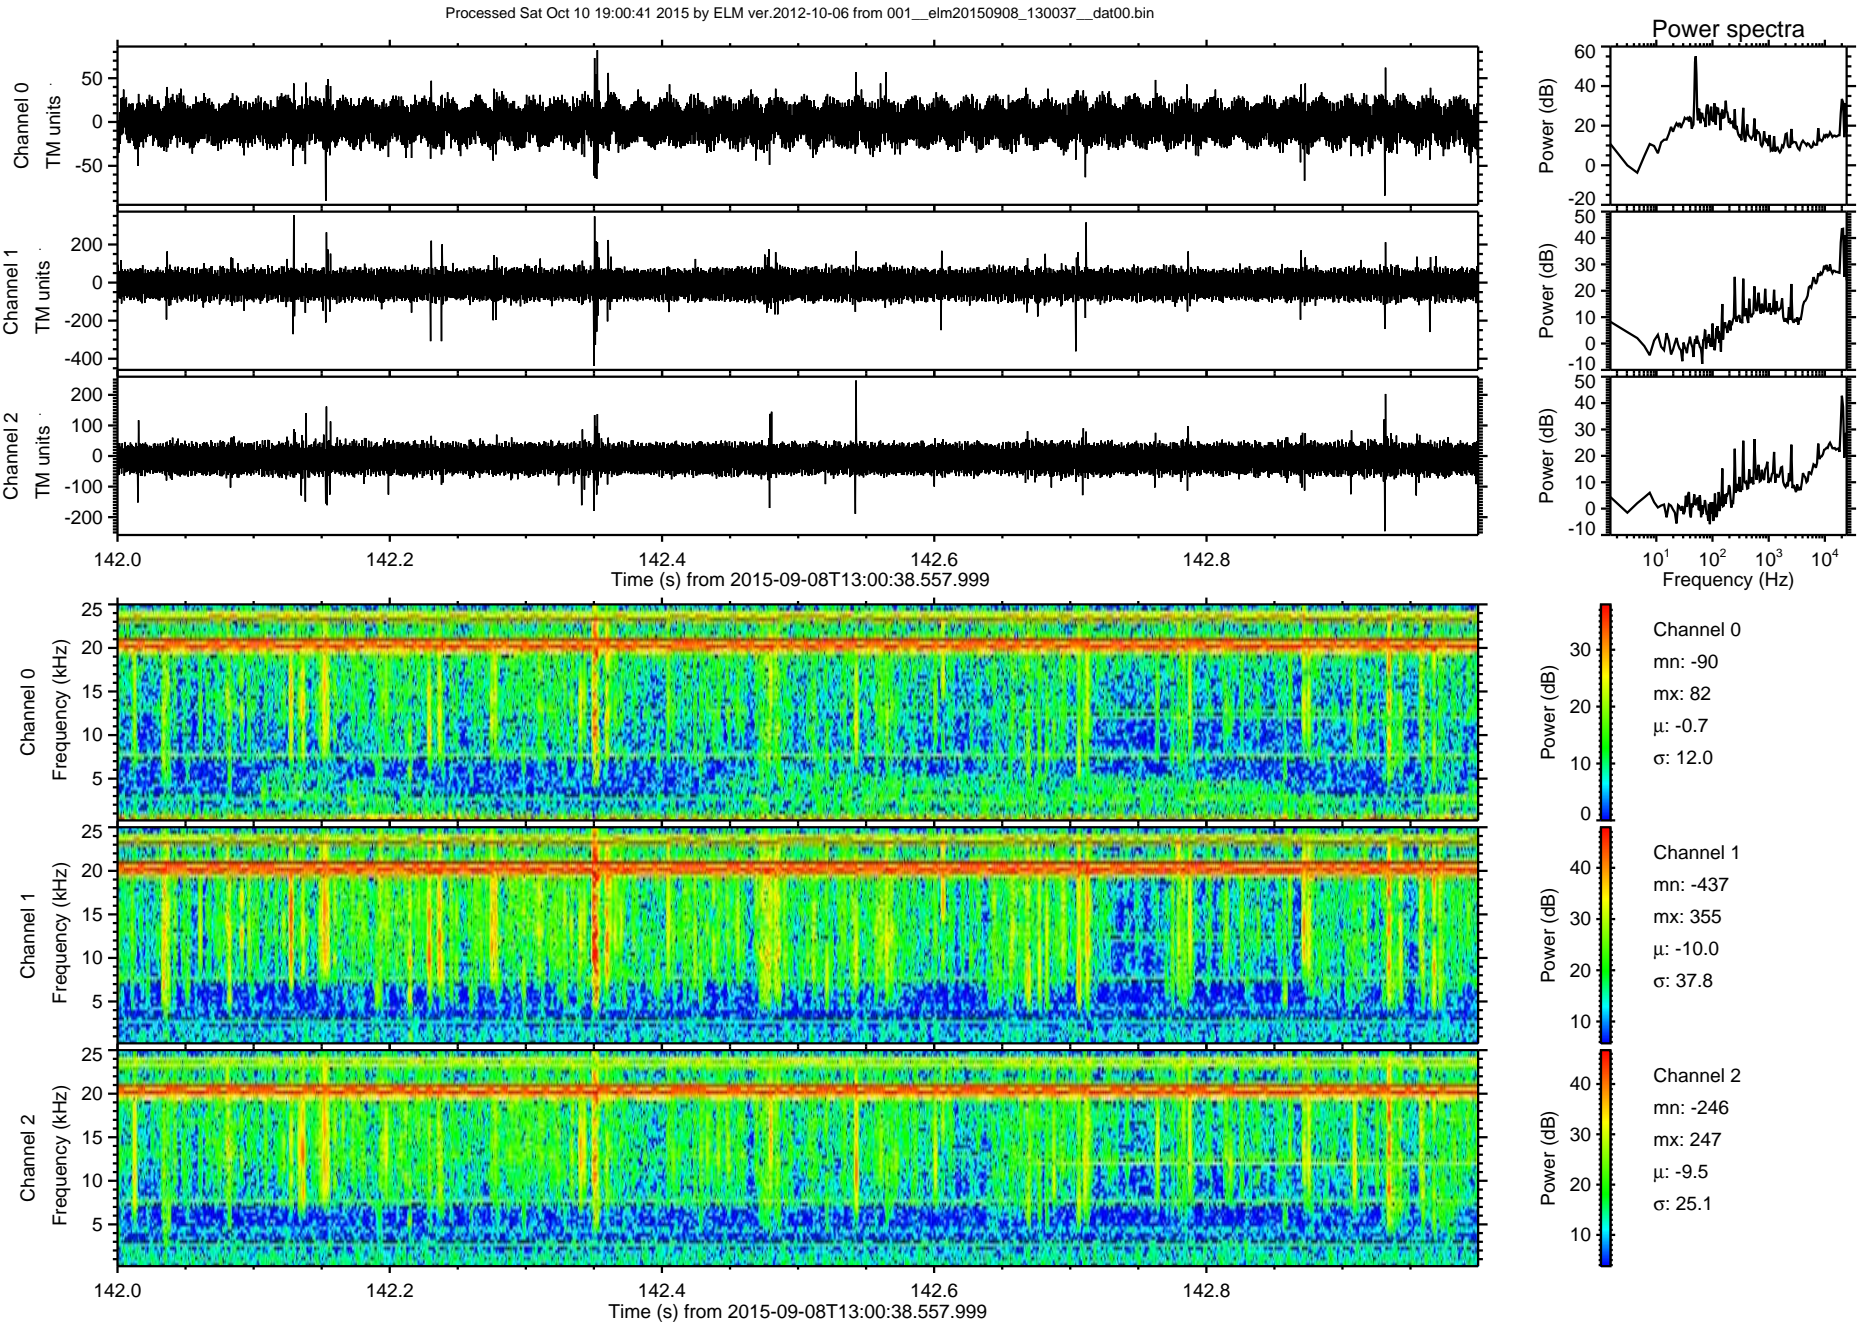 Processed Sat Oct 10 19:00:41 2015 by ELM ver.2012-10-06 from 001__elm20150908_130037__dat00.bin
Power spectra
Channel 0
TM units
50
0
-50
Power (dB)
60
40
20
0
-20
Channel 1
TM units
200
0
-200
-400
Power (dB)
50
40
30
20
10
0
-10
Channel 2
TM units
200
100
0
-100
-200
Power (dB)
50
40
30
20
10
0
-10
142.0 142.2 142.4 142.6 142.8
Time (s) from 2015-09-08T13:00:38.557.999
10¹ 10² 10³ 10⁴
Frequency (Hz)
Channel 0
Frequency (kHz)
25
20
15
10
5
Power (dB)
30
20
10
0
Channel 0
mn: -90
mx: 82
μ: -0.7
σ: 12.0
Channel 1
Frequency (kHz)
25
20
15
10
5
Power (dB)
40
30
20
10
Channel 1
mn: -437
mx: 355
μ: -10.0
σ: 37.8
Channel 2
Frequency (kHz)
25
20
15
10
5
Power (dB)
40
30
20
10
Channel 2
mn: -246
mx: 247
μ: -9.5
σ: 25.1
142.0 142.2 142.4 142.6 142.8
Time (s) from 2015-09-08T13:00:38.557.999